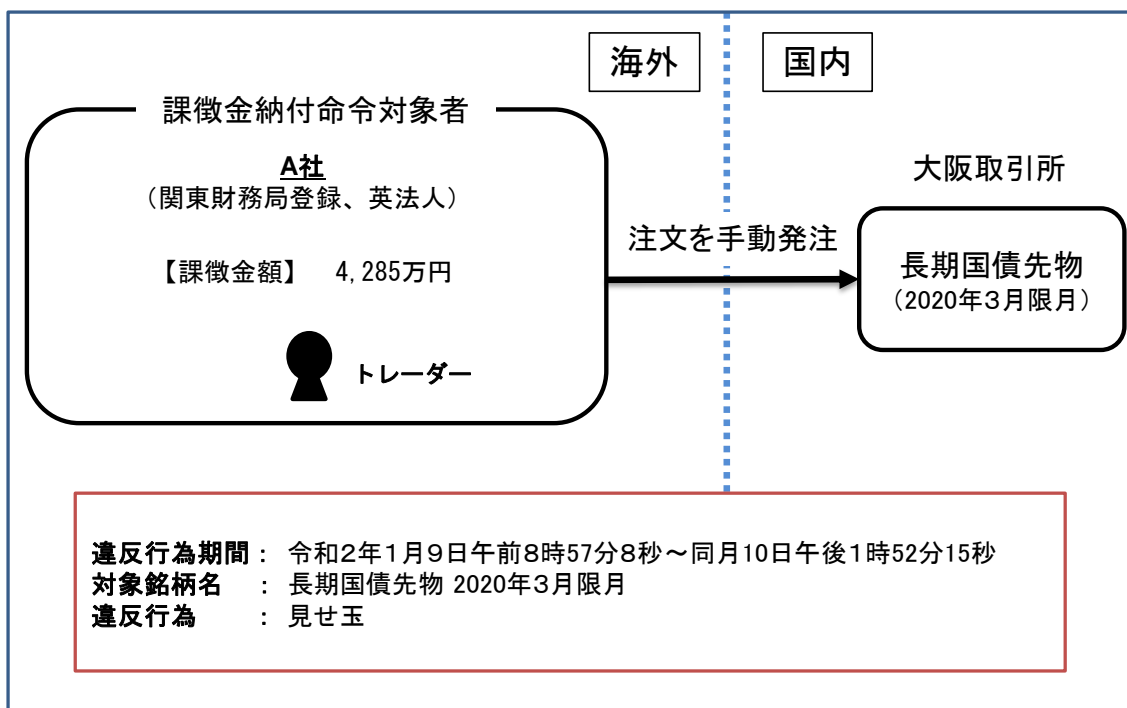 海外
国内
課徴金納付命令対象者
A社
（関東財務局登録、英法人）
【課徴金額】　4,285万円
トレーダー
注文を手動発注
大阪取引所
長期国債先物
（2020年３月限月）
違反行為期間： 令和２年１月９日午前８時57分８秒～同月10日午後１時52分15秒
対象銘柄名　： 長期国債先物 2020年３月限月
違反行為　　： 見せ玉